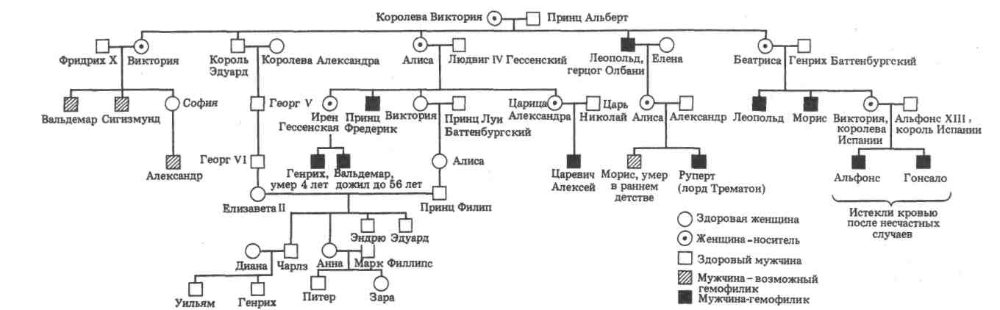 Королева Виктория
Принц Альберт
Фридрих X
Виктория
Король
Эдуард
Королева Александра
Алиса
Людвиг IV Гессенский
Леопольд,
герцог Олбани
Елена
Беатриса
Генрих Баттенбургский
Вальдемар
Сигизмунд
София
Георг V
Ирен
Гессенская
Принц
Фредерик
Виктория
Принц Луи
Баттенбургский
Царица
Александра
Царь
Николай
Алиса
Александр
Леопольд
Морис
Виктория,
королева
Испании
Альфонс XIII,
король Испании
Александр
Георг VI
Генрих,
умер 4 лет
Вальдемар,
дожил до 56 лет
Алиса
Царевич
Алексей
Морис, умер
в раннем
детстве
Руперт
(лорд Трематон)
Альфонс
Гонсало
Елизавета II
Принц Филип
Истекли кровью
после несчастных
случаев
Эндрю
Эдуард
Диана
Чарлз
Анна
Марк Филлипс
Уильям
Генрих
Питер
Зара
Здоровая женщина
Женщина-носитель
Здоровый мужчина
Мужчина-возможный
гемофилик
Мужчина-гемофилик